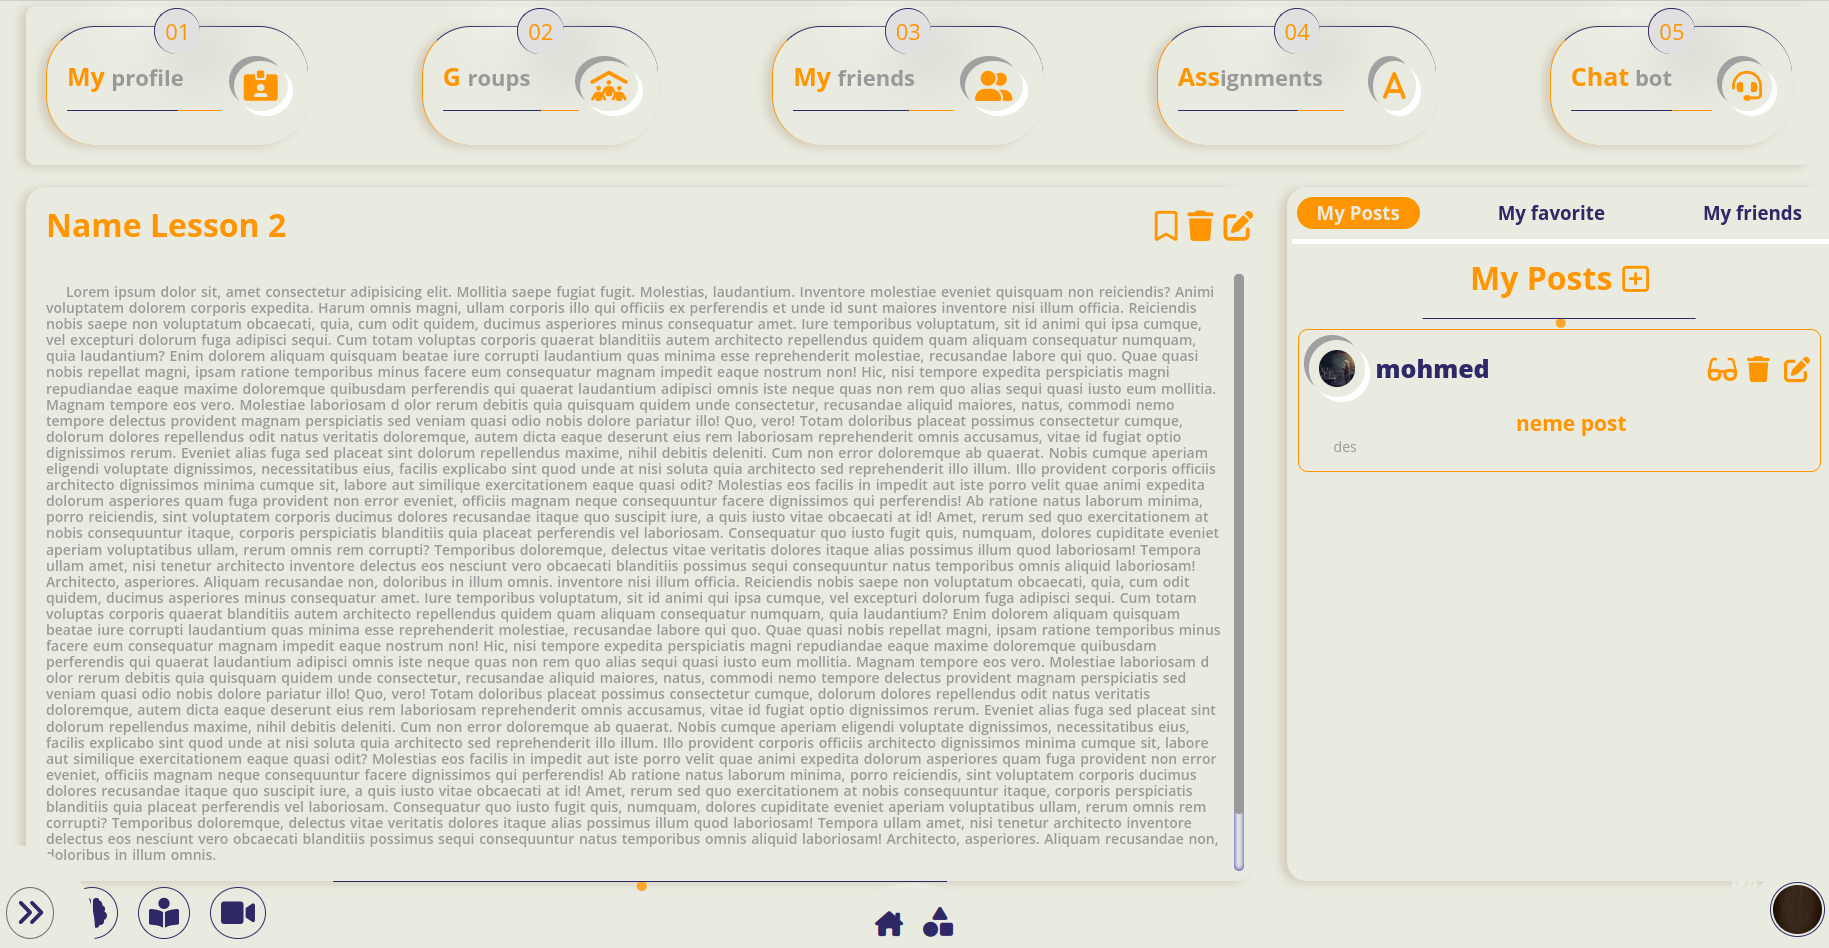 01
My profile
02
G roups
03
My friends
04
Assignments
A
05
Chat bot
Name Lesson 2
Lorem ipsum dolor sit, amet consectetur adipisicing elit. Mollitia saepe fugiat fugit. Molestias, laudantium. Inventore molestiae eveniet quisquam non reiciendis? Animi
voluptatem dolorem corporis expedita. Harum omnis magni, ullam corporis illo qui officiis ex perferendis et unde id sunt maiores inventore nisi illum officia. Reiciendis
nobis saepe non voluptatum obcaecati, quia, cum odit quidem, ducimus asperiores minus consequatur amet. Iure temporibus voluptatum, sit id animi qui ipsa cumque,
vel excepturi dolorum fuga adipisci sequi. Cum totam voluptas corporis quaerat blanditiis autem architecto repellendus quidem quam aliquam consequatur numquam,
quia laudantium? Enim dolorem aliquam quisquam beatae iure corrupti laudantium quas minima esse reprehenderit molestiae, recusandae labore qui quo. Quae quasi
nobis repellat magni, ipsam ratione temporibus minus facere eum consequatur magnam impedit eaque nostrum non! Hic, nisi tempore expedita perspiciatis magni
repudiandae eaque maxime doloremque quibusdam perferendis qui quaerat laudantium adipisci omnis iste neque quas non rem quo alias sequi quasi iusto eum mollitia.
Magnam tempore eos vero. Molestiae laboriosam d olor rerum debitis quia quisquam quidem unde consectetur, recusandae aliquid maiores, natus, commodi nemo
tempore delectus provident magnam perspiciatis sed veniam quasi odio nobis dolore pariatur illo! Quo, vero! Totam doloribus placeat possimus consectetur cumque,
dolorum dolores repellendus odit natus veritatis doloremque, autem dicta eaque deserunt eius rem laboriosam reprehenderit omnis accusamus, vitae id fugiat optio
dignissimos rerum. Eveniet alias fuga sed placeat sint dolorum repellendus maxime, nihil debitis deleniti. Cum non error doloremque ab quaerat. Nobis cumque aperiam
eligendi voluptate dignissimos, necessitatibus eius, facilis explicabo sint quod unde at nisi soluta quia architecto sed reprehenderit illo illum. Illo provident corporis officiis
architecto dignissimos minima cumque sit, labore aut similique exercitationem eaque quasi odit? Molestias eos facilis in impedit aut iste porro velit quae animi expedita
dolorum asperiores quam fuga provident non error eveniet, officiis magnam neque consequuntur facere dignissimos qui perferendis! Ab ratione natus laborum minima,
porro reiciendis, sint voluptatem corporis ducimus dolores recusandae itaque quo suscipit iure, a quis iusto vitae obcaecati at id! Amet, rerum sed quo exercitationem at
nobis consequuntur itaque, corporis perspiciatis blanditiis quia placeat perferendis vel laboriosam. Consequatur quo iusto fugit quis, numquam, dolores cupiditate eveniet
aperiam voluptatibus ullam, rerum omnis rem corrupti? Temporibus doloremque, delectus vitae veritatis dolores itaque alias possimus illum quod laboriosam! Tempora
ullam amet, nisi tenetur architecto inventore delectus eos nesciunt vero obcaecati blanditiis possimus sequi consequuntur natus temporibus omnis aliquid laboriosam!
Architecto, asperiores. Aliquam recusandae non, doloribus in illum omnis. inventore nisi illum officia. Reiciendis nobis saepe non voluptatum obcaecati, quia, cum odit
quidem, ducimus asperiores minus consequatur amet. Iure temporibus voluptatum, sit id animi qui ipsa cumque, vel excepturi dolorum fuga adipisci sequi. Cum totam
voluptas corporis quaerat blanditiis autem architecto repellendus quidem quam aliquam consequatur numquam, quia laudantium? Enim dolorem aliquam quisquam
beatae iure corrupti laudantium quas minima esse reprehenderit molestiae, recusandae labore qui quo. Quae quasi nobis repellat magni, ipsam ratione temporibus minus
facere eum consequatur magnam impedit eaque nostrum non! Hic, nisi tempore expedita perspiciatis magni repudiandae eaque maxime doloremque quibusdam
perferendis qui quaerat laudantium adipisci omnis iste neque quas non rem quo alias sequi quasi iusto eum mollitia. Magnam tempore eos vero. Molestiae laboriosam d
olor rerum debitis quia quisquam quidem unde consectetur, recusandae aliquid maiores, natus, commodi nemo tempore delectus provident magnam perspiciatis sed
veniam quasi odio nobis dolore pariatur illo! Quo, vero! Totam doloribus placeat possimus consectetur cumque, dolorum dolores repellendus odit natus veritatis
doloremque, autem dicta eaque deserunt eius rem laboriosam reprehenderit omnis accusamus, vitae id fugiat optio dignissimos rerum. Eveniet alias fuga sed placeat sint
dolorum repellendus maxime, nihil debitis deleniti. Cum non error doloremque ab quaerat. Nobis cumque aperiam eligendi voluptate dignissimos, necessitatibus eius,
facilis explicabo sint quod unde at nisi soluta quia architecto sed reprehenderit illo illum. Illo provident corporis officiis architecto dignissimos minima cumque sit, labore
aut similique exercitationem eaque quasi odit? Molestias eos facilis in impedit aut iste porro velit quae animi expedita dolorum asperiores quam fuga provident non error
eveniet, officiis magnam neque consequuntur facere dignissimos qui perferendis! Ab ratione natus laborum minima, porro reiciendis, sint voluptatem corporis ducimus
dolores recusandae itaque quo suscipit iure, a quis iusto vitae obcaecati at id! Amet, rerum sed quo exercitationem at nobis consequuntur itaque, corporis perspiciatis
blanditiis quia placeat perferendis vel laboriosam. Consequatur quo iusto fugit quis, numquam, dolores cupiditate eveniet aperiam voluptatibus ullam, rerum omnis rem
corrupti? Temporibus doloremque, delectus vitae veritatis dolores itaque alias possimus illum quod laboriosam! Tempora ullam amet, nisi tenetur architecto inventore
delectus eos nesciunt vero obcaecati blanditiis possimus sequi consequuntur natus temporibus omnis aliquid laboriosam! Architecto, asperiores. Aliquam recusandae non,
doloribus in illum omnis.
My Posts
My favorite
My friends
My Posts
mohmed
neme post
des